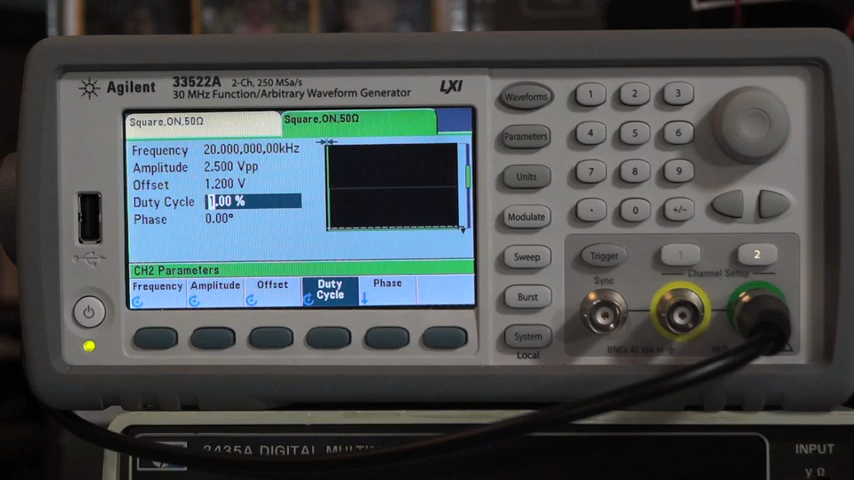 Agilent 33522A 2-Ch, 250 MSa/s
30 MHz Function/Arbitrary Waveform Generator
LXI
Square,ON,50Ω Square,ON,50Ω
Frequency 20.000,000,00kHz
Amplitude 2.500 Vpp
Offset 1.200 V
Duty Cycle 1.00 %
Phase 0.00°
CH2 Parameters
Frequency Amplitude Offset Duty Cycle Phase
Waveforms 1 2 3
Parameters 4 5 6
Units 7 8 9
Modulate . 0 +/−
Sweep Trigger 1 2
Channel Setup
Burst Sync
System
Local
2435A DIGITAL
INPUT
V Ω